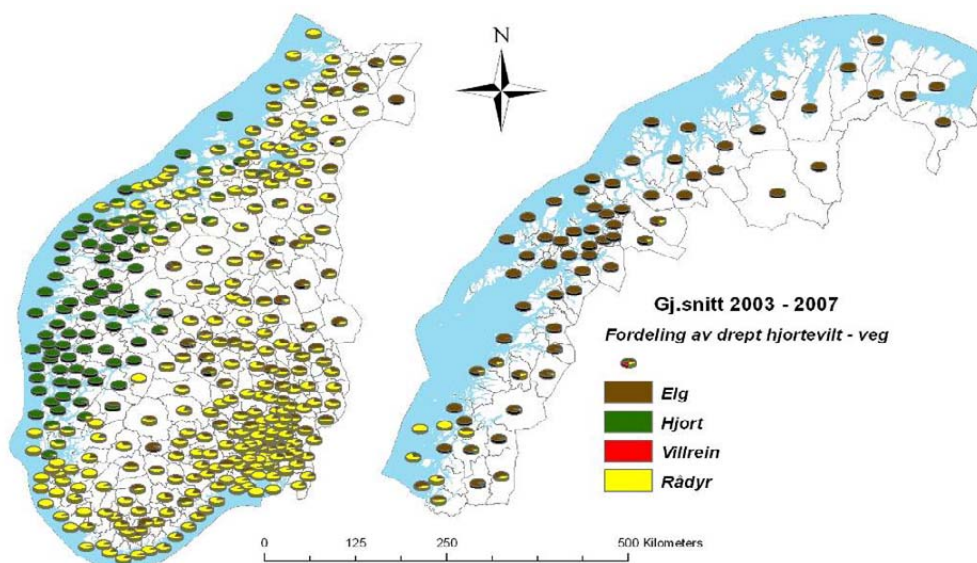 N
Gj.snitt 2003 - 2007
Fordeling av drept hjortevilt - veg
Elg
Hjort
Villrein
Rådyr
0 125 250 500 Kilometers